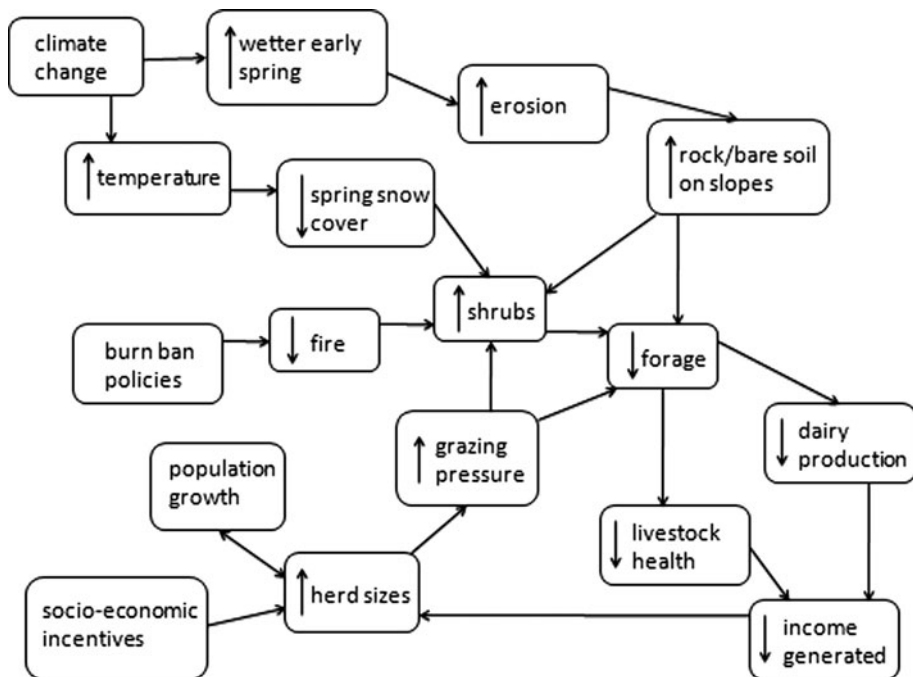 climate
change
wetter early
spring
erosion
rock/bare soil
on slopes
temperature
spring snow
cover
shrubs
burn ban
policies
fire
forage
grazing
pressure
dairy
production
population
growth
livestock
health
herd sizes
socio-economic
incentives
income
generated